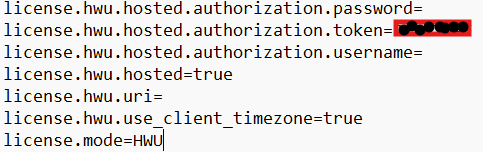 license.hwu.hosted.authorization.password=
license.hwu.hosted.authorization.token=
license.hwu.hosted.authorization.username=
license.hwu.hosted=true
license.hwu.uri=
license.hwu.use_client_timezone=true
license.mode=HWU